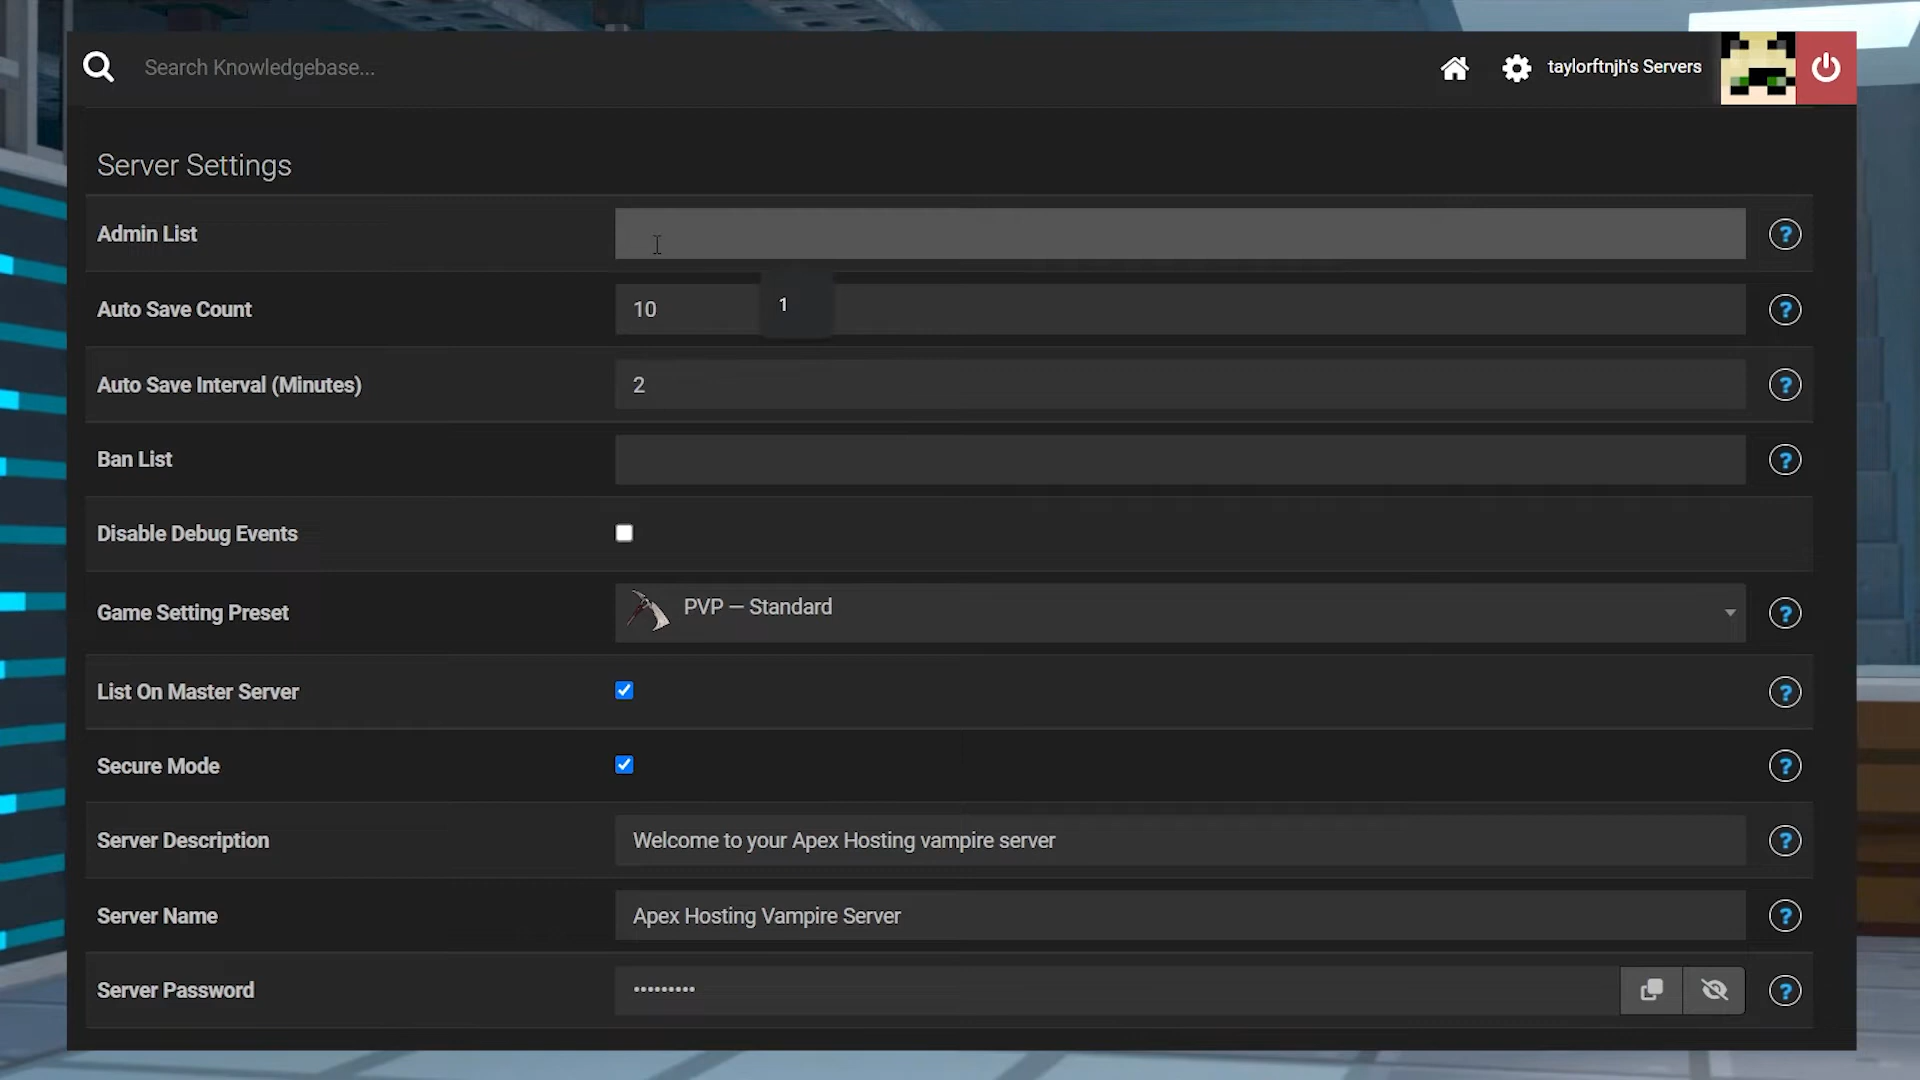 Search Knowledgebase...
taylorftnjh's Servers
Server Settings
Admin List
?
Auto Save Count
10
1
?
Auto Save Interval (Minutes)
2
?
Ban List
?
Disable Debug Events
Game Setting Preset
PVP — Standard
?
List On Master Server
?
Secure Mode
?
Server Description
Welcome to your Apex Hosting vampire server
?
Server Name
Apex Hosting Vampire Server
?
Server Password
•••••••••
?